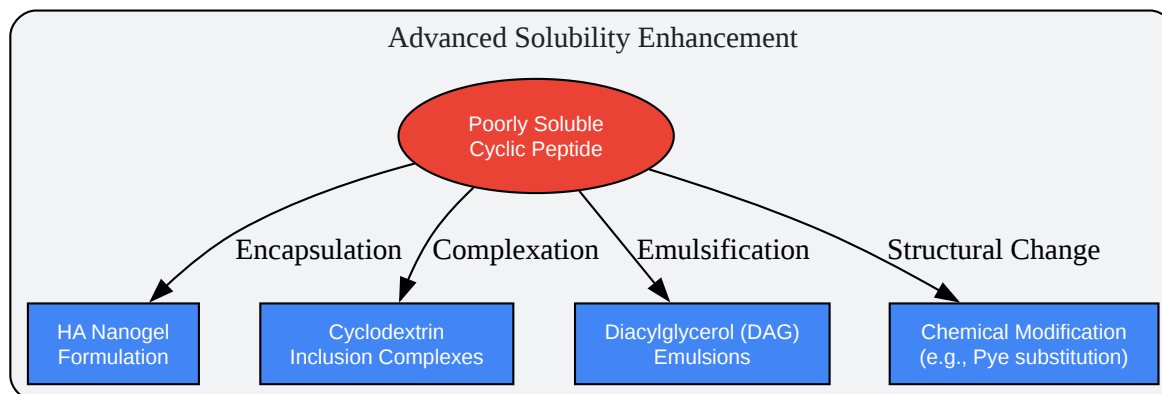 Advanced Solubility Enhancement
Poorly Soluble
Cyclic Peptide
Encapsulation
Complexation
Emulsification
Structural Change
HA Nanogel
Formulation
Cyclodextrin
Inclusion Complexes
Diacylglycerol (DAG)
Emulsions
Chemical Modification
(e.g., Pye substitution)